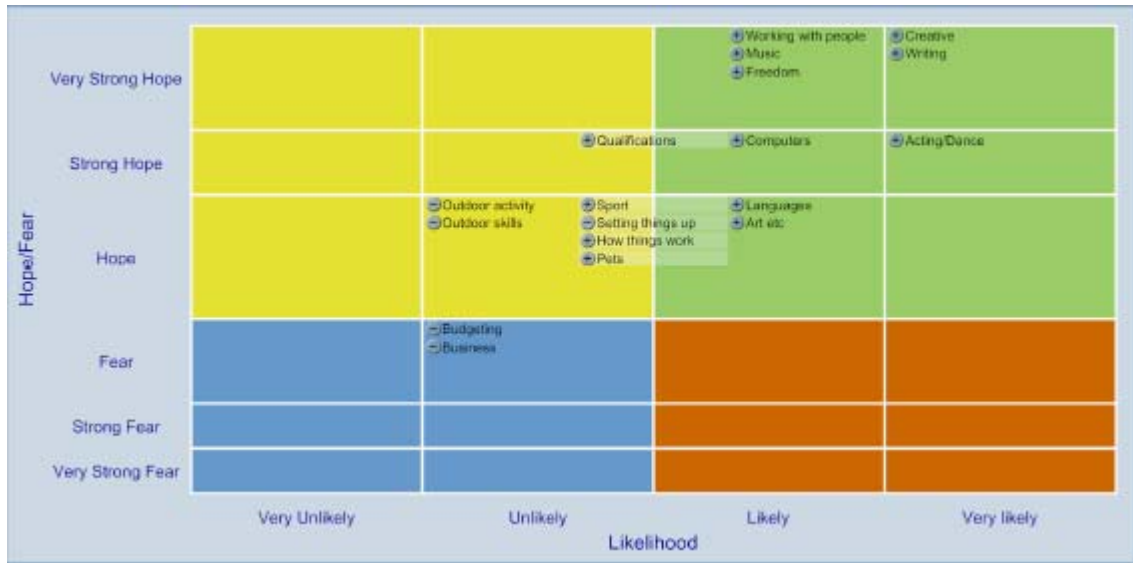 Working with people
Music
Freedom
Creative
Writing
Very Strong Hope
Qualifications
Computers
Acting/Dance
Strong Hope
Outdoor activity
Outdoor skills
Sport
Setting things up
How things work
Pets
Languages
Art etc
Hope
Hope/Fear
Budgeting
Business
Fear
Strong Fear
Very Strong Fear
Very Unlikely
Unlikely
Likely
Very likely
Likelihood